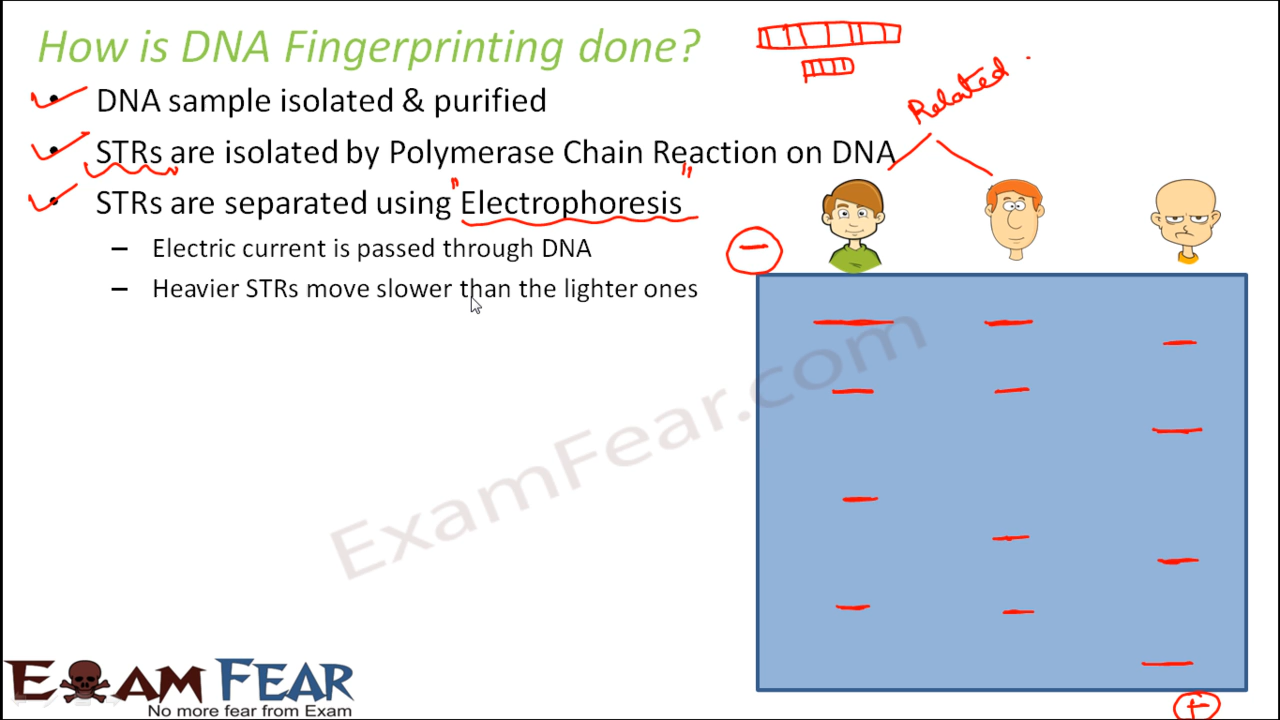 How is DNA Fingerprinting done?
• DNA sample isolated & purified
• STRs are isolated by Polymerase Chain Reaction on DNA
• STRs are separated using "Electrophoresis"
– Electric current is passed through DNA
– Heavier STRs move slower than the lighter ones
Related
−
+
ExamFear.com
EXAM FEAR
No more fear from Exam